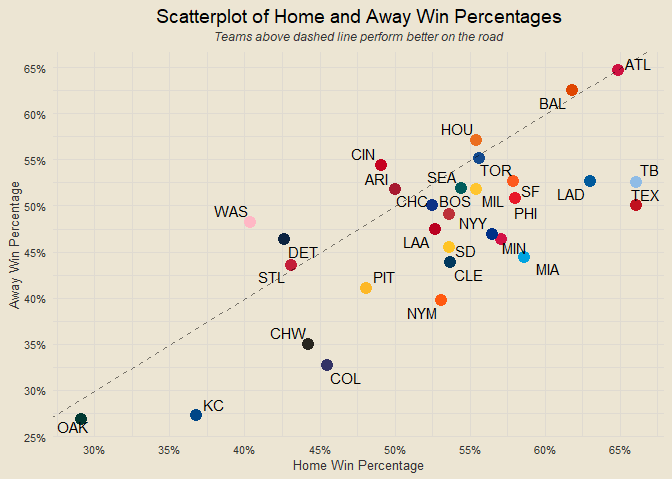 Scatterplot of Home and Away Win Percentages
Teams above dashed line perform better on the road
65%
60%
55%
50%
45%
40%
35%
30%
25%
Away Win Percentage
ATL
BAL
HOU
CIN
TOR
TB
ARI
SEA
SF
LAD
TEX
CHC
BOS
MIL
PHI
WAS
NYY
LAA
MIN
DET
SD
MIA
STL
PIT
CLE
NYM
CHW
COL
KC
OAK
30%
35%
40%
45%
50%
55%
60%
65%
Home Win Percentage